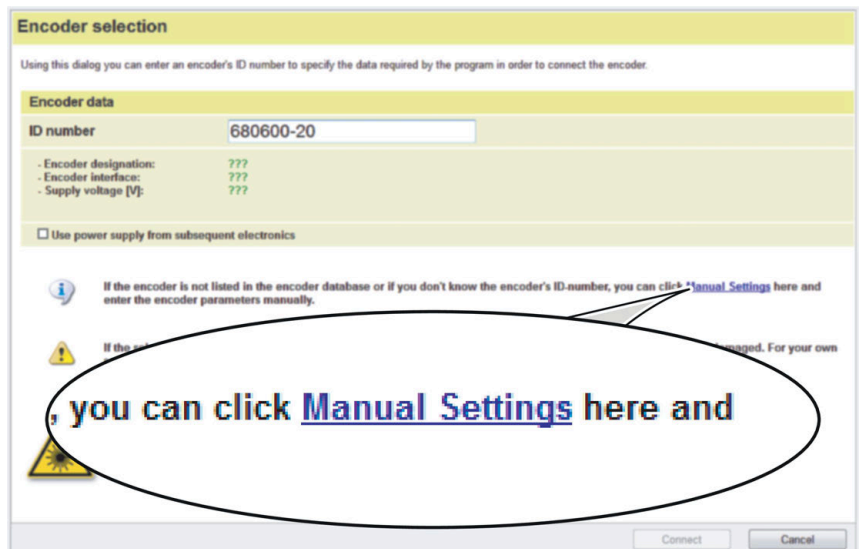 Encoder selection
Using this dialog you can enter an encoder's ID number to specify the data required by the program in order to connect the encoder.
Encoder data
ID number 680600-20
- Encoder designation: ???
- Encoder interface: ???
- Supply voltage [V]: ???
Use power supply from subsequent electronics
If the encoder is not listed in the encoder database or if you don't know the encoder's ID-number, you can click Manual Settings here and
enter the encoder parameters manually.
If the damaged. For your own
, you can click Manual Settings here and
Connect Cancel